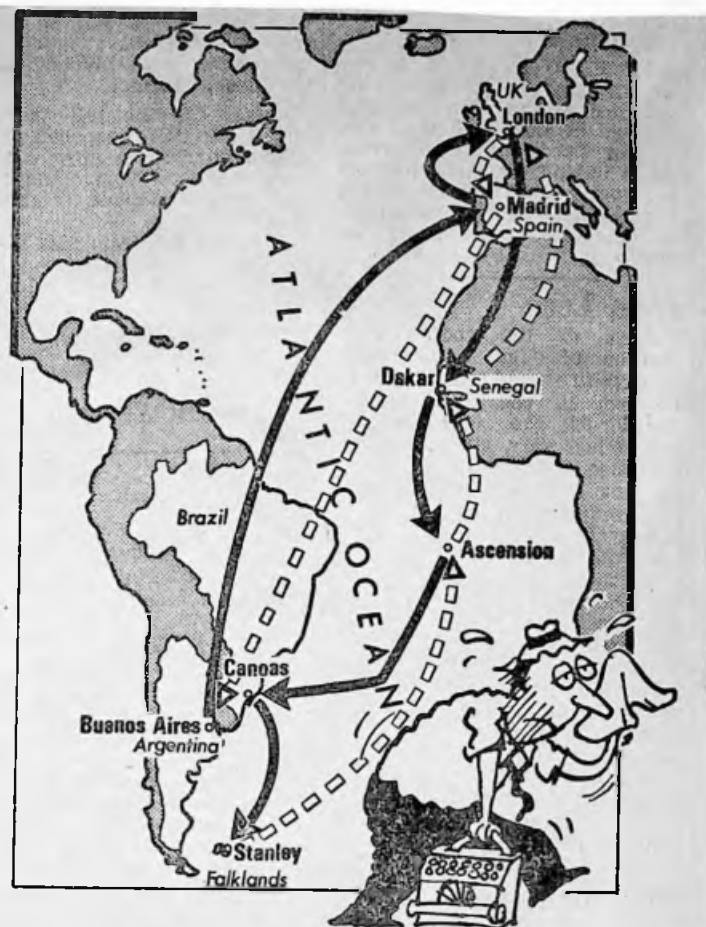 UK
London
Madrid
Spain
ATLANTIC OCEAN
Dakar
Senegal
Brazil
Ascension
Canoas
Buenos Aires
Argentina
Stanley
Falklands